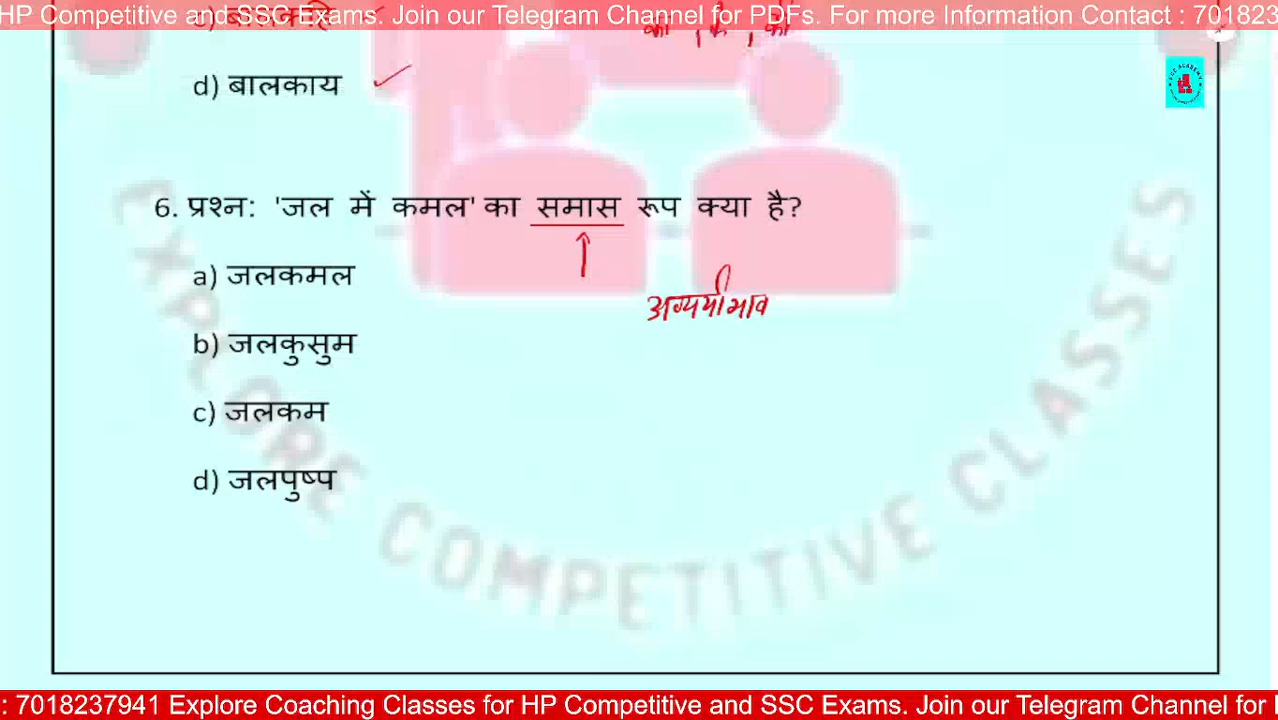 HP Competitive and SSC Exams. Join our Telegram Channel for PDFs. For more Information Contact : 701823
का , के , की
d) बालकाय
6. प्रश्न: 'जल में कमल' का समास रूप क्या है?
a) जलकमल
अव्ययीभाव
b) जलकुसुम
c) जलकम
d) जलपुष्प
EXPLORE COMPETITIVE CLASSES
: 7018237941 Explore Coaching Classes for HP Competitive and SSC Exams. Join our Telegram Channel for